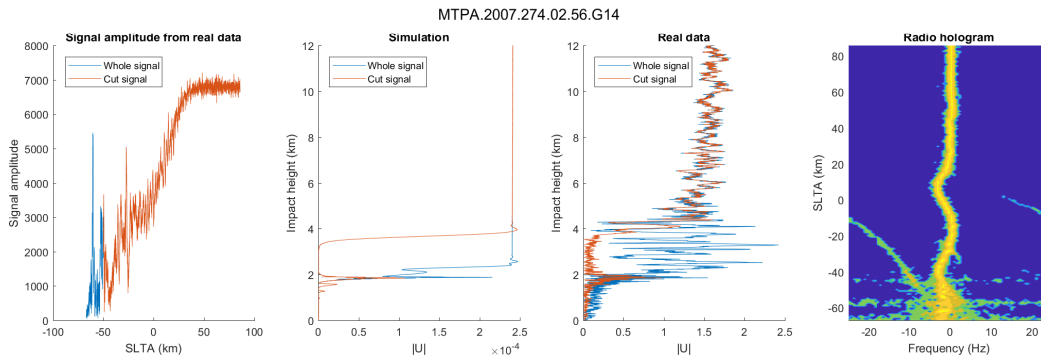 MTPA.2007.274.02.56.G14
Signal amplitude from real data
8000
7000
6000
5000
4000
3000
2000
1000
0
Signal amplitude
Whole signal
Cut signal
-100 -50 0 50 100
SLTA (km)
Simulation
12
10
8
6
4
2
0
Impact height (km)
Whole signal
Cut signal
0 0.5 1 1.5 2 2.5
×10⁻⁴
|U|
Real data
12
10
8
6
4
2
0
Impact height (km)
Whole signal
Cut signal
0 0.5 1 1.5 2 2.5
|U|
Radio hologram
80
60
40
20
0
-20
-40
-60
SLTA (km)
-20 0 20
Frequency (Hz)